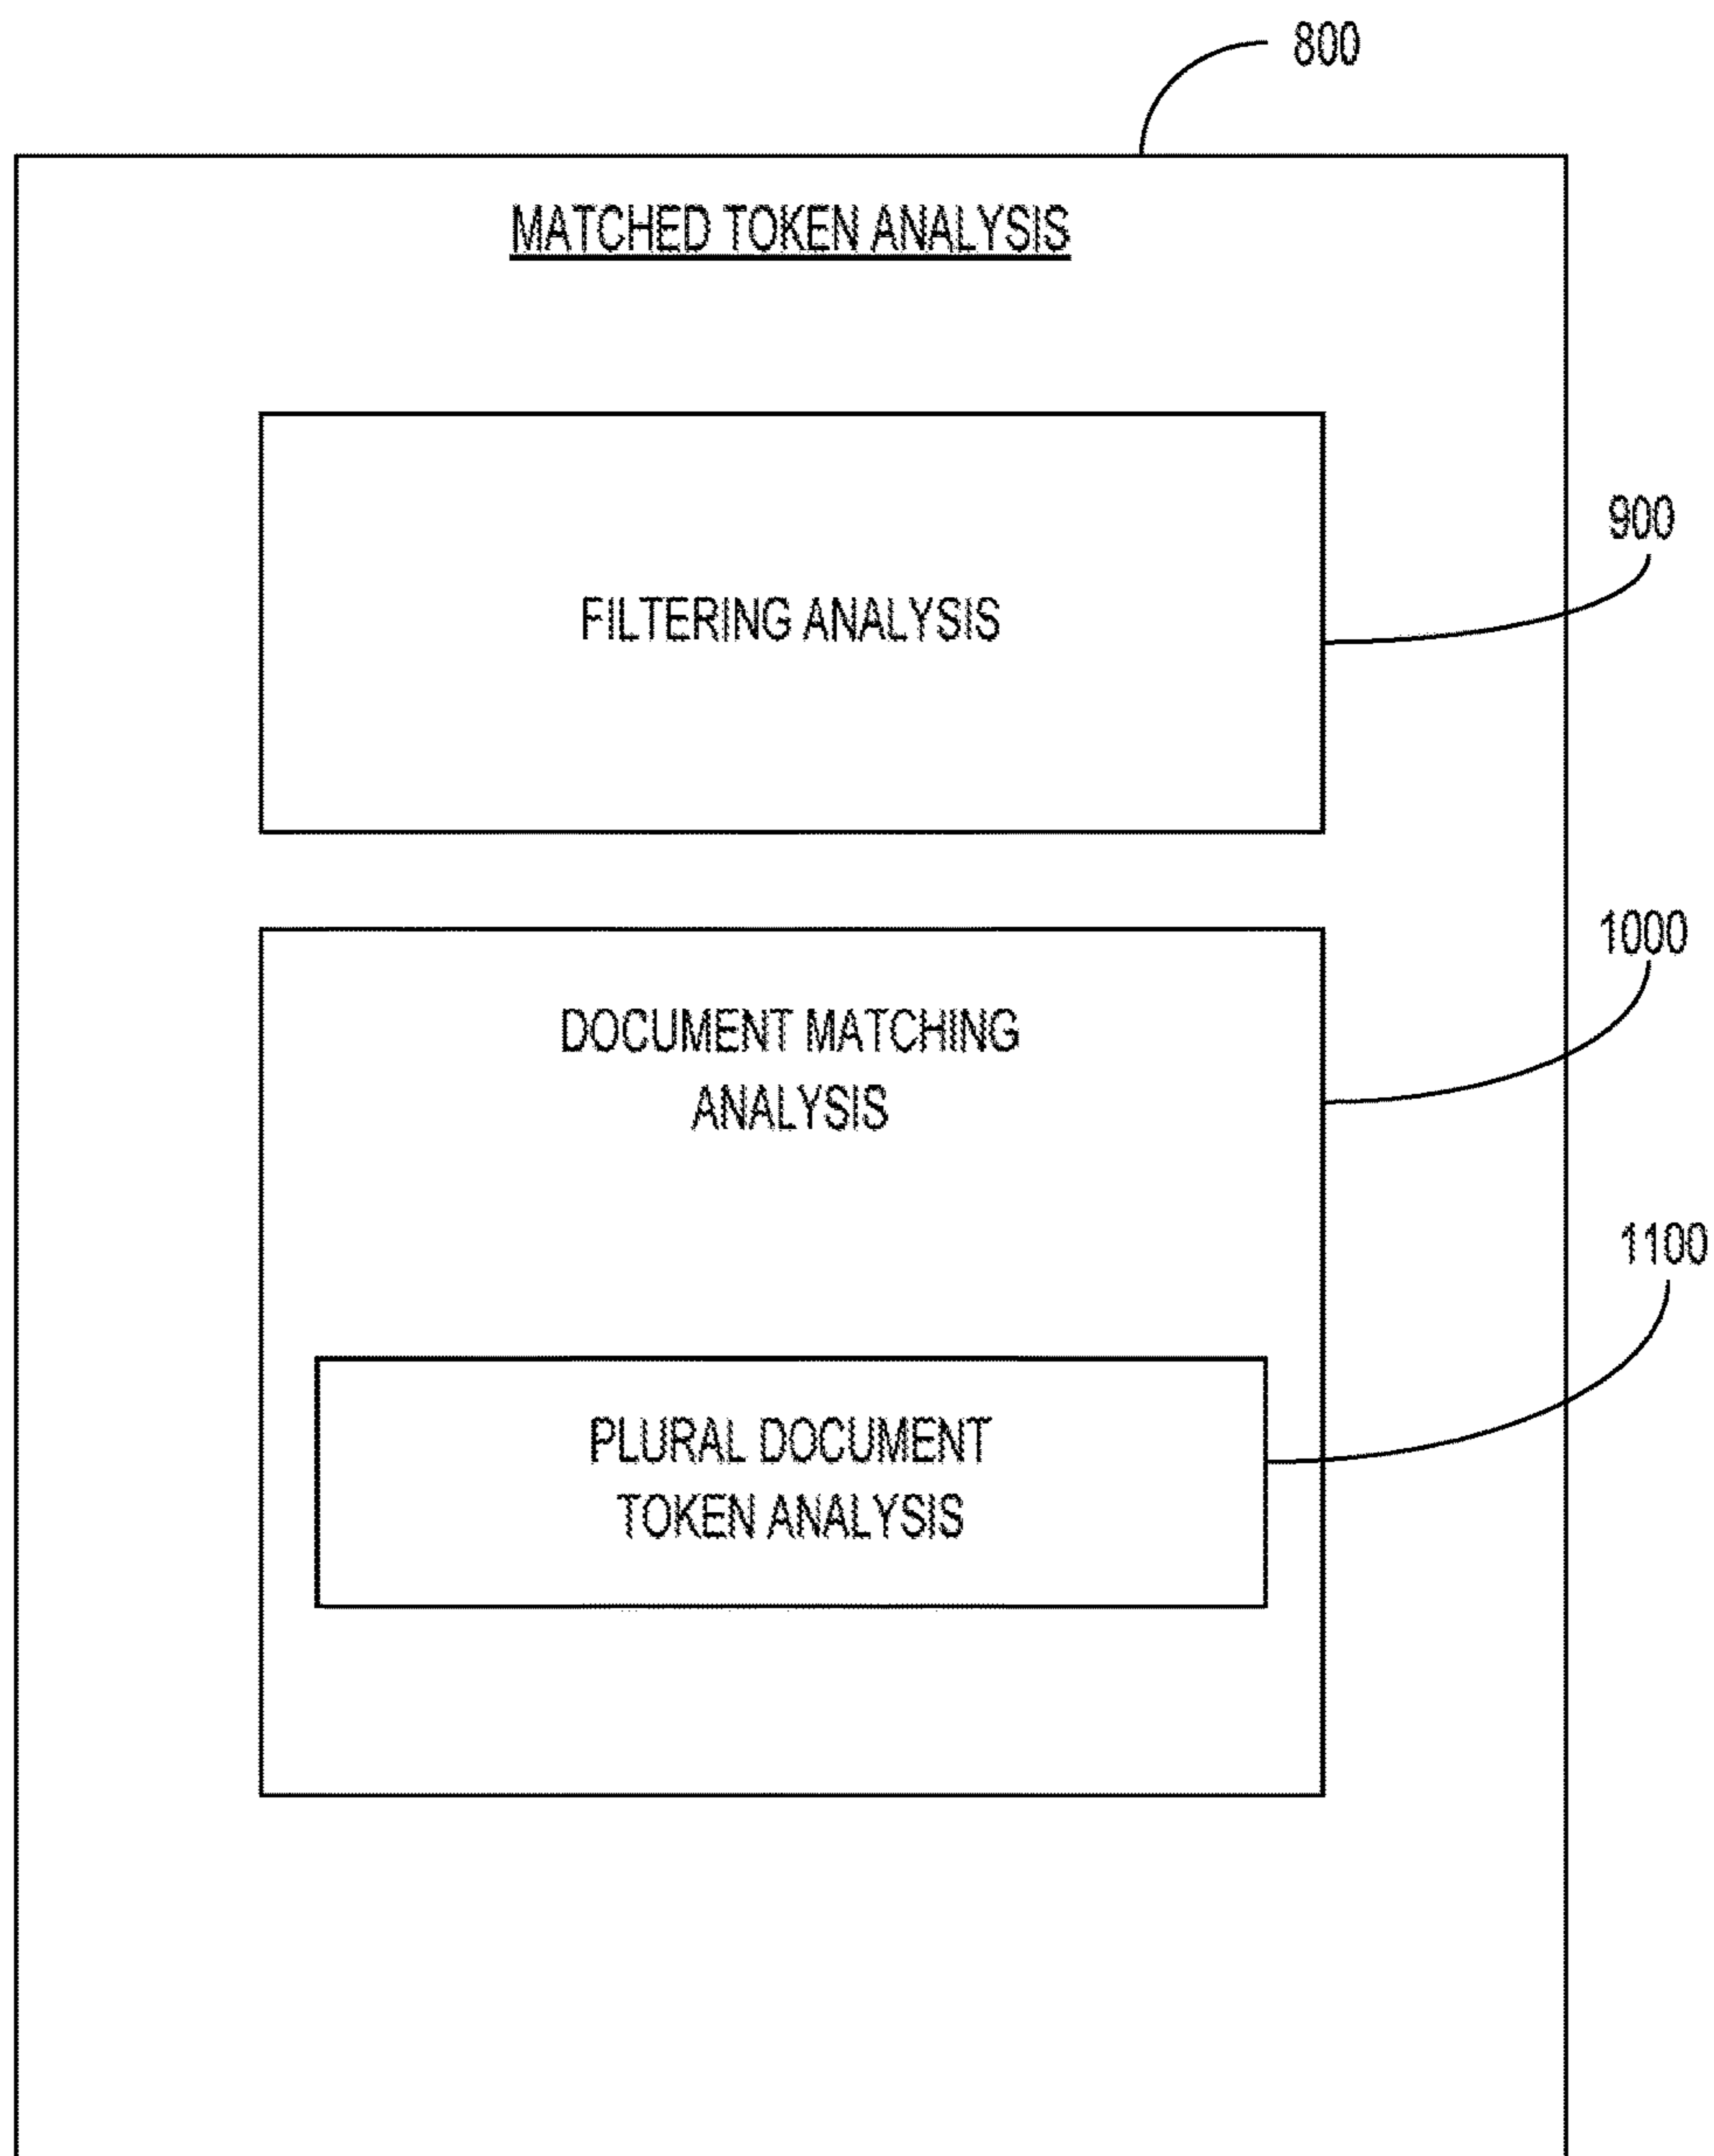 800
MATCHED TOKEN ANALYSIS
900
FILTERING ANALYSIS
1000
DOCUMENT MATCHING
ANALYSIS
1100
PLURAL DOCUMENT
TOKEN ANALYSIS